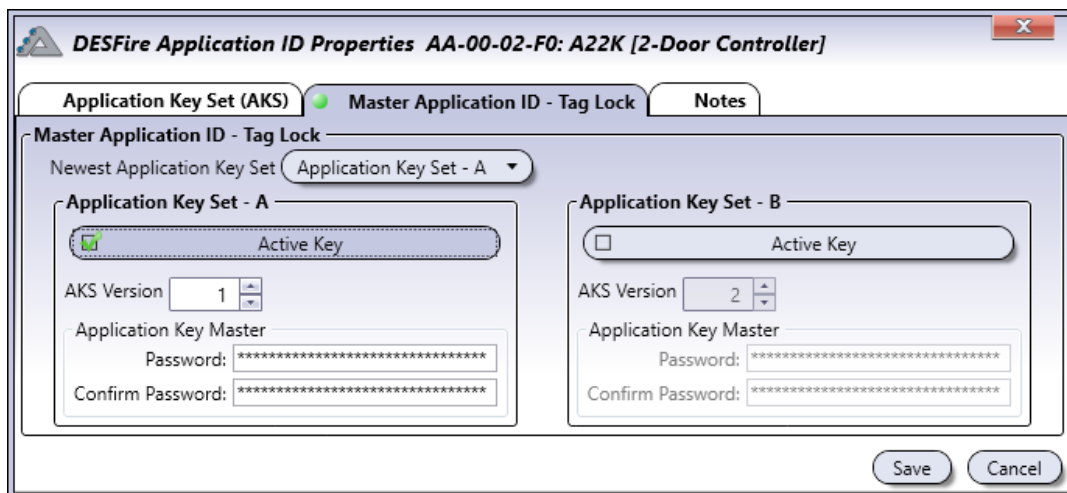 DESFire Application ID Properties  AA-00-02-F0: A22K [2-Door Controller]
X
Application Key Set (AKS)
Master Application ID - Tag Lock
Notes
Master Application ID - Tag Lock
Newest Application Key Set Application Key Set - A
Application Key Set - A
Active Key
AKS Version 1
Application Key Master
Password: *********************************
Confirm Password: *********************************
Application Key Set - B
Active Key
AKS Version 2
Application Key Master
Password: *********************************
Confirm Password: *********************************
Save
Cancel